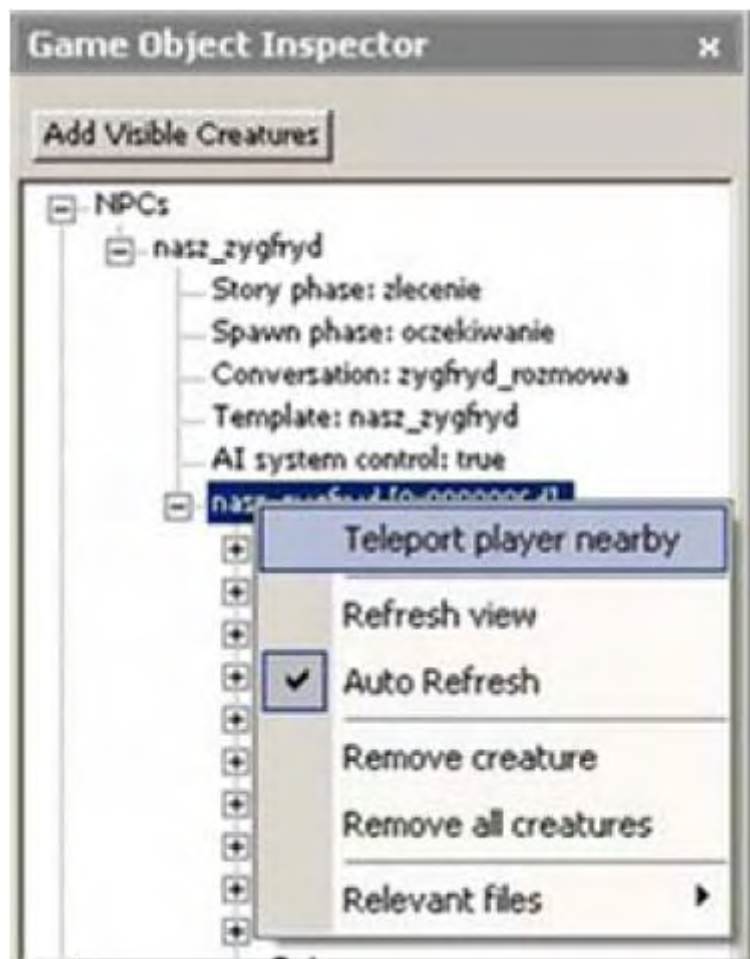 Game Object Inspector
Add Visible Creatures
NPCs
nasz_zygfryd
Story phase: zlecenie
Spawn phase: oczekiwanie
Conversation: zygfryd_rozmowa
Template: nasz_zygfryd
AI system control: true
Teleport player nearby
Refresh view
Auto Refresh
Remove creature
Remove all creatures
Relevant files